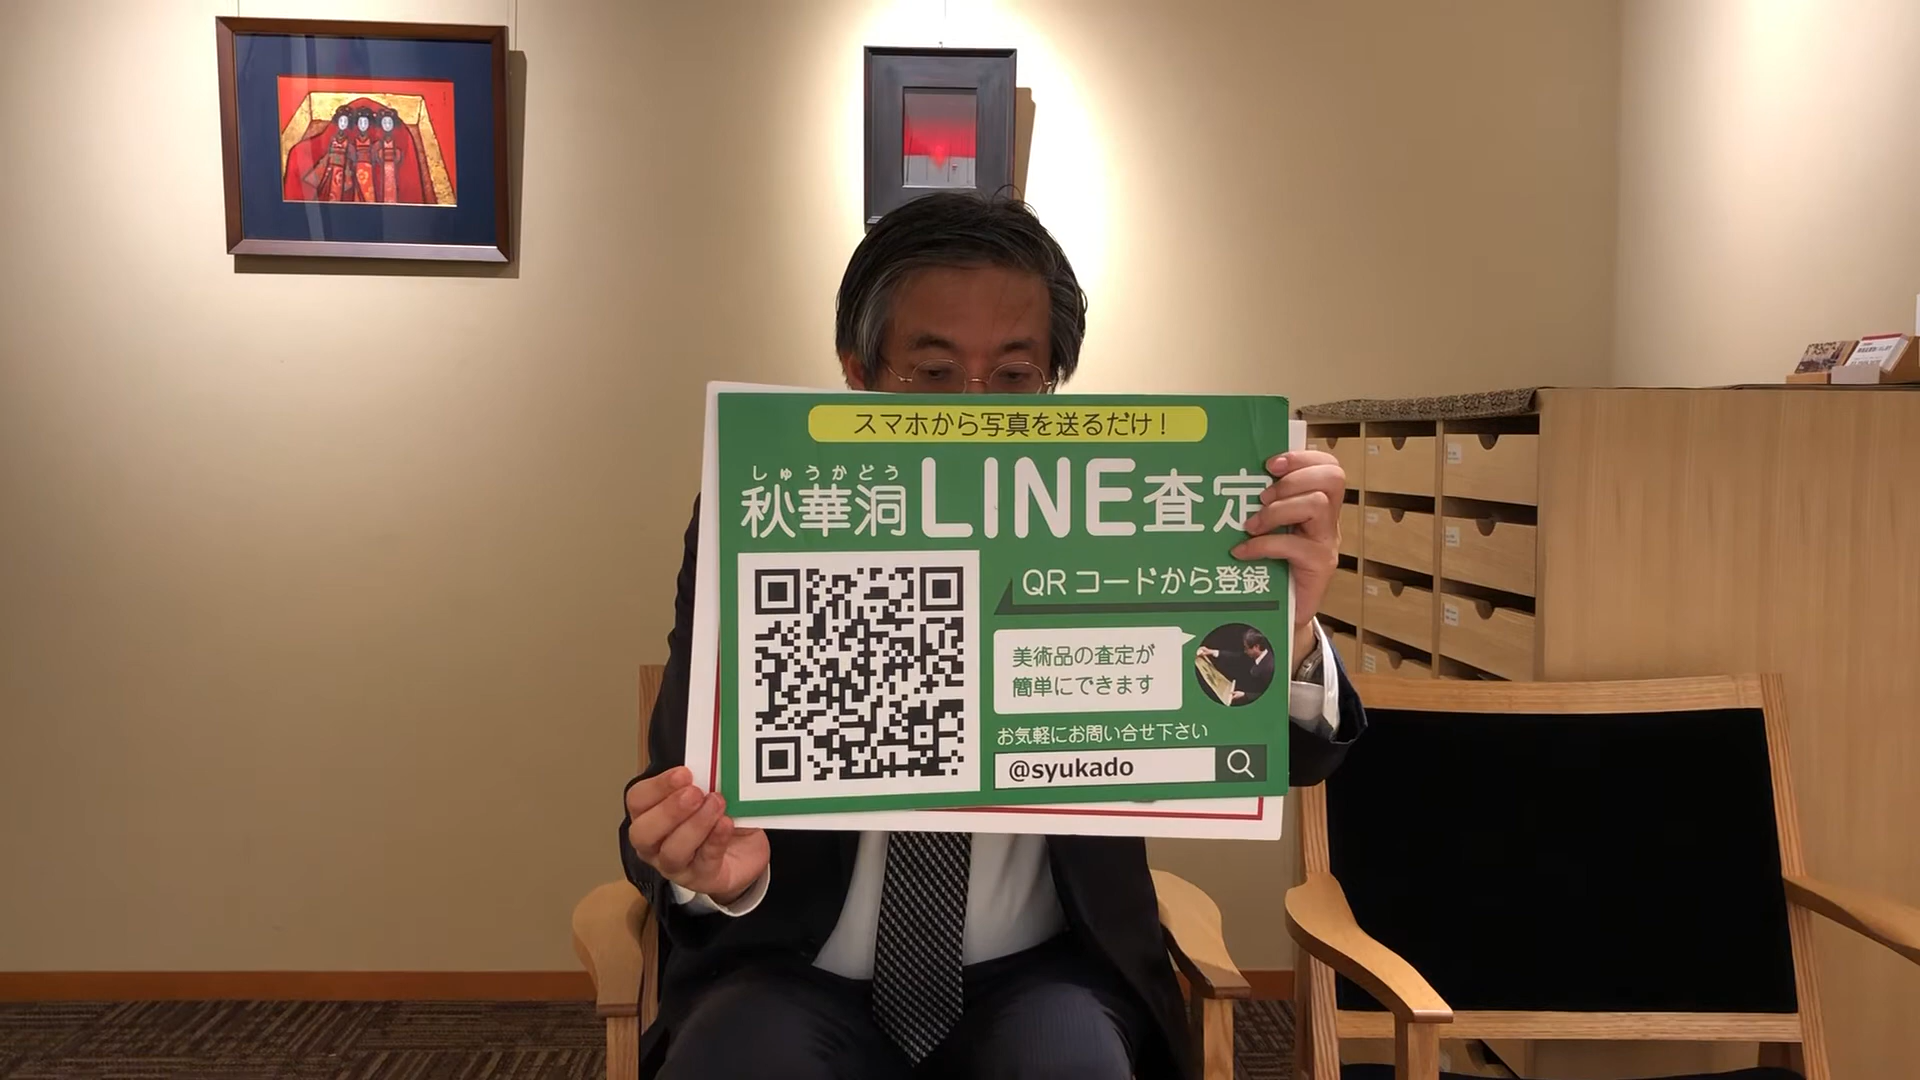 スマホから写真を送るだけ！
しゅうかどう
秋華洞LINE査定
QRコードから登録
美術品の査定が
簡単にできます
お気軽にお問い合せ下さい
@syukado